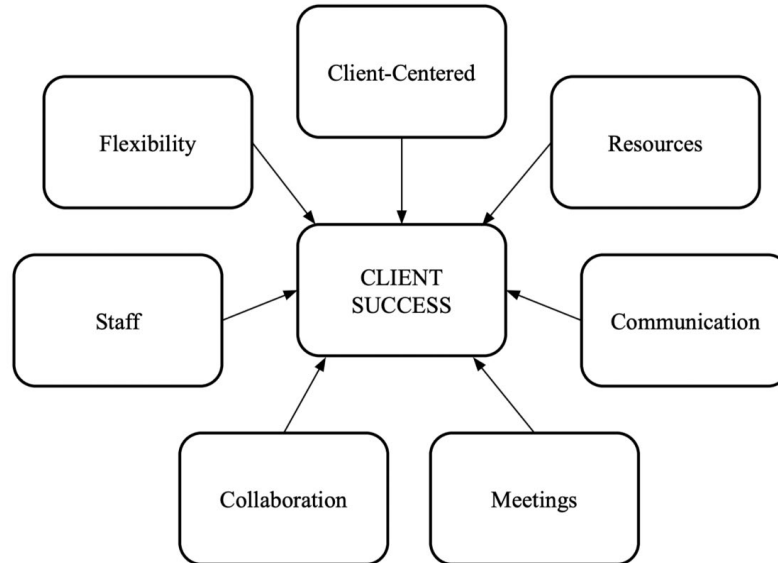 Client-Centered
Flexibility
Resources
CLIENT
SUCCESS
Staff
Communication
Collaboration
Meetings